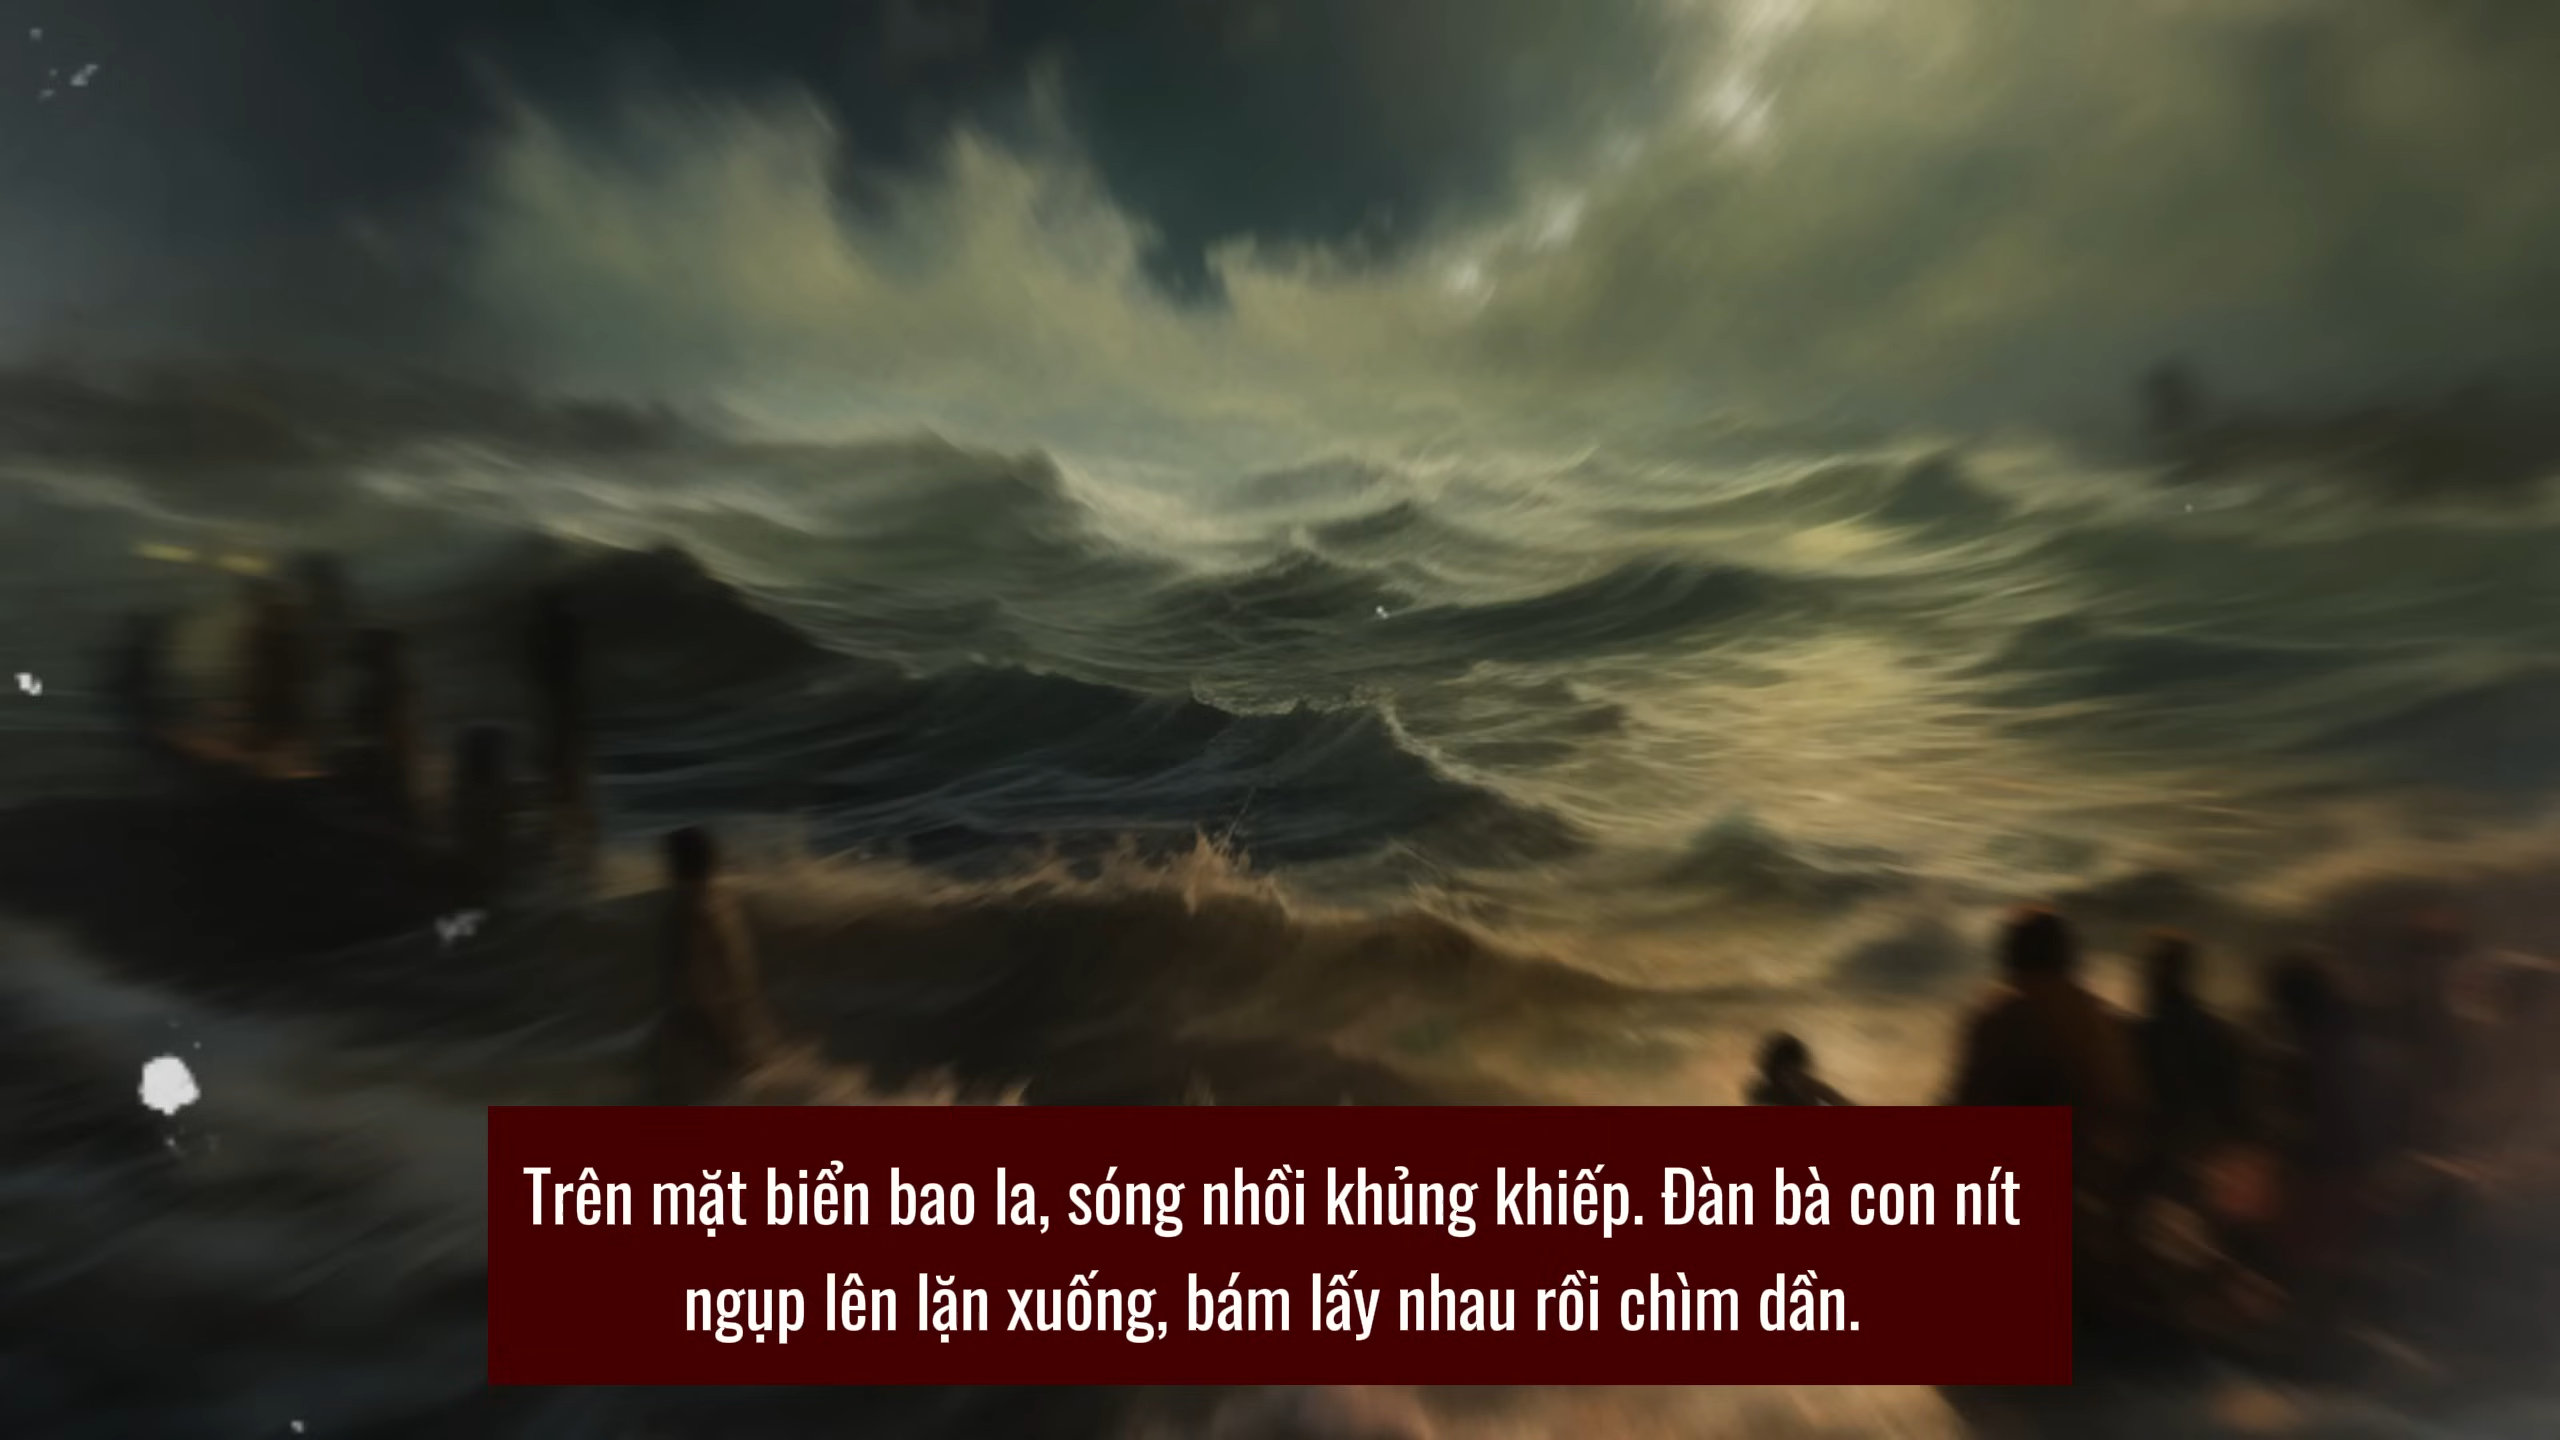 Trên mặt biển bao la, sóng nhồi khủng khiếp. Đàn bà con nít
ngụp lên lặn xuống, bám lấy nhau rồi chìm dần.